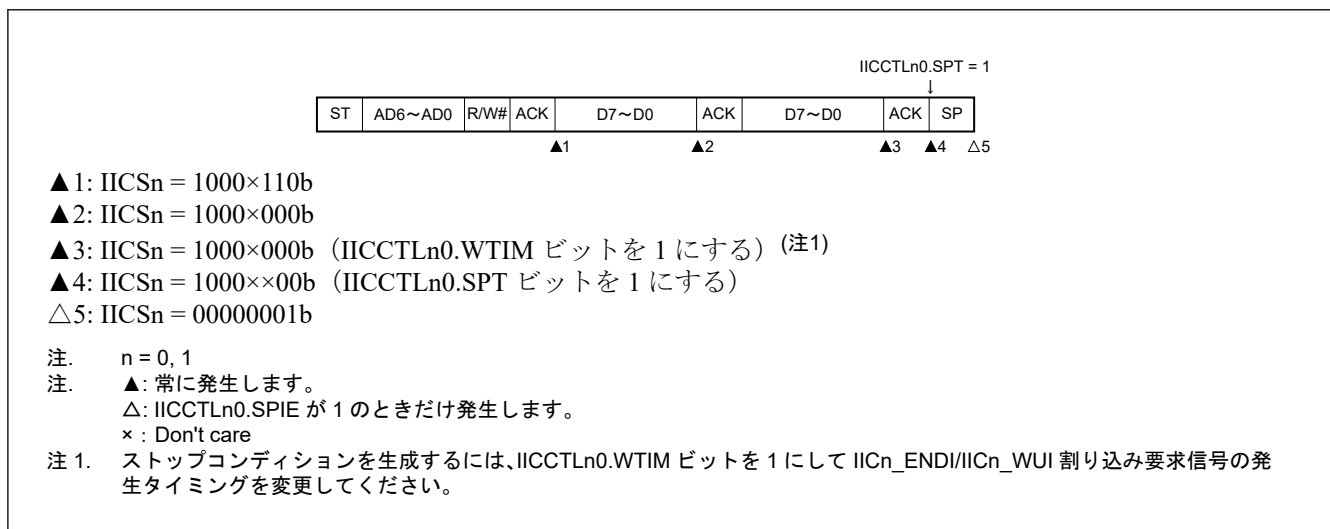 IICCTLn0.SPT = 1
↓
ST AD6～AD0 R/W# ACK D7～D0 ACK D7～D0 ACK SP
▲1 ▲2 ▲3 ▲4 △5
▲1: IICSn = 1000×110b
▲2: IICSn = 1000×000b
▲3: IICSn = 1000×000b（IICCTLn0.WTIM ビットを 1 にする）(注1)
▲4: IICSn = 1000××00b（IICCTLn0.SPT ビットを 1 にする）
△5: IICSn = 00000001b
注. n = 0, 1
注. ▲: 常に発生します。
△: IICCTLn0.SPIE が 1 のときだけ発生します。
×：Don't care
注 1. ストップコンディションを生成するには、IICCTLn0.WTIM ビットを 1 にして IICn_ENDI/IICn_WUI 割り込み要求信号の発
生タイミングを変更してください。